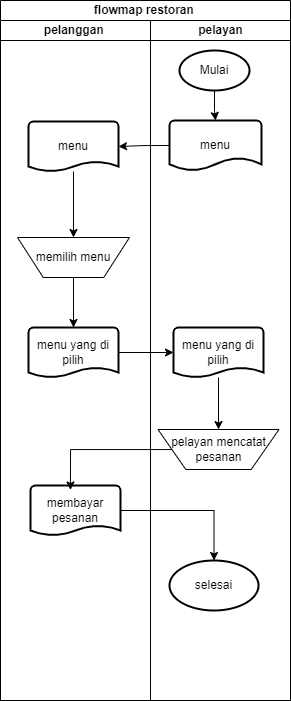 flowmap restoran
pelanggan
pelayan
Mulai
menu
menu
memilih menu
menu yang di
pilih
menu yang di
pilih
pelayan mencatat
pesanan
membayar
pesanan
selesai